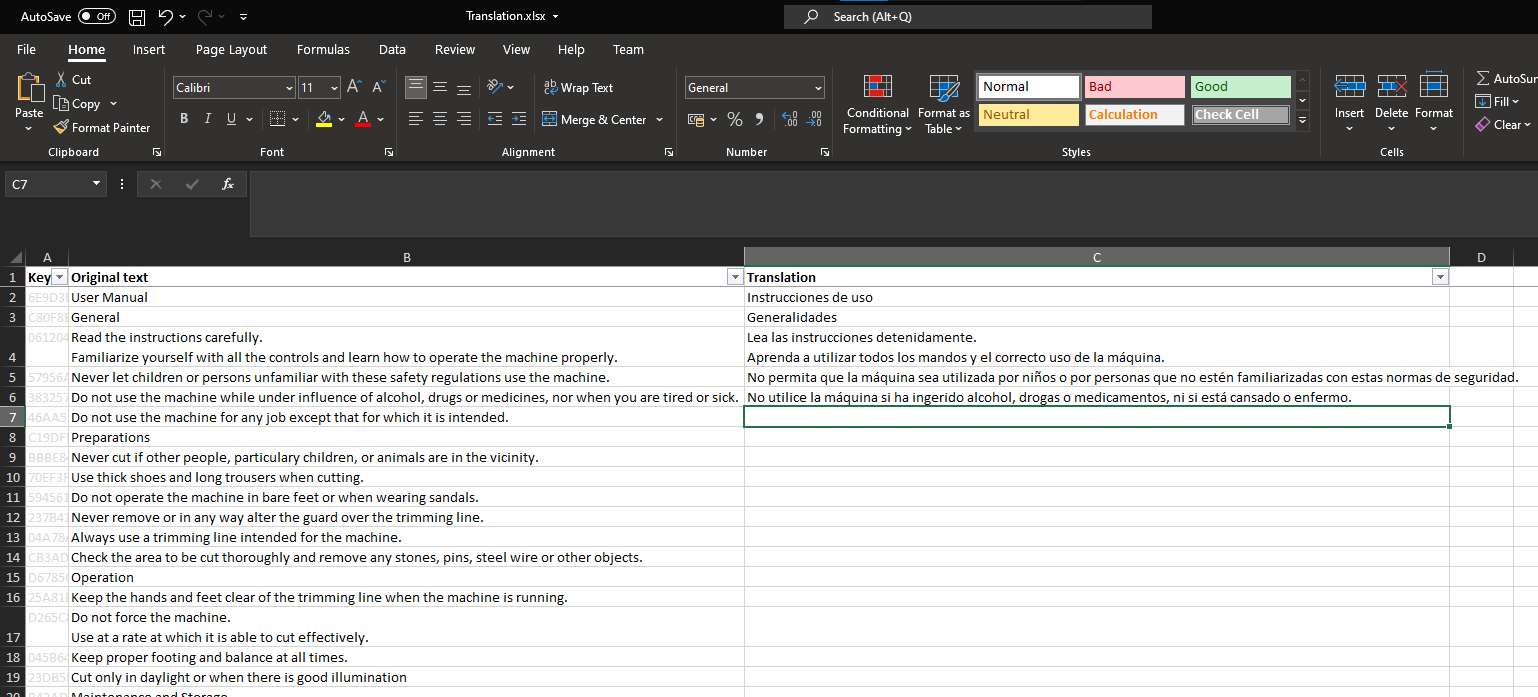 AutoSave Off Translation.xlsx Search (Alt+Q)
File Home Insert Page Layout Formulas Data Review View Help Team
Paste Cut Copy Format Painter Clipboard
Calibri 11 B I U A Font
Wrap Text Merge & Center Alignment
General % Number
Conditional Formatting Format as Table
Normal Bad Good
Neutral Calculation Check Cell
Styles
Insert Delete Format Cells
Fill Clear
C7 fx
A B C D
1 Key Original text Translation
2 6E9D3 User Manual Instrucciones de uso
3 C80F8 General Generalidades
061204 Read the instructions carefully. Lea las instrucciones detenidamente.
4 Familiarize yourself with all the controls and learn how to operate the machine properly. Aprenda a utilizar todos los mandos y el correcto uso de la máquina.
5 57956 Never let children or persons unfamiliar with these safety regulations use the machine. No permita que la máquina sea utilizada por niños o por personas que no estén familiarizadas con estas normas de seguridad.
6 383257 Do not use the machine while under influence of alcohol, drugs or medicines, nor when you are tired or sick. No utilice la máquina si ha ingerido alcohol, drogas o medicamentos, ni si está cansado o enfermo.
7 46AA5 Do not use the machine for any job except that for which it is intended.
8 C19DF Preparations
9 BBBE8 Never cut if other people, particulary children, or animals are in the vicinity.
10 70EF3 Use thick shoes and long trousers when cutting.
11 594561 Do not operate the machine in bare feet or when wearing sandals.
12 237B4 Never remove or in any way alter the guard over the trimming line.
13 04A78 Always use a trimming line intended for the machine.
14 CB3AD Check the area to be cut thoroughly and remove any stones, pins, steel wire or other objects.
15 D6785 Operation
16 25A81 Keep the hands and feet clear of the trimming line when the machine is running.
D265C Do not force the machine.
17 Use at a rate at which it is able to cut effectively.
18 045B6 Keep proper footing and balance at all times.
19 23DB5 Cut only in daylight or when there is good illumination
20 Maintenance and Storage